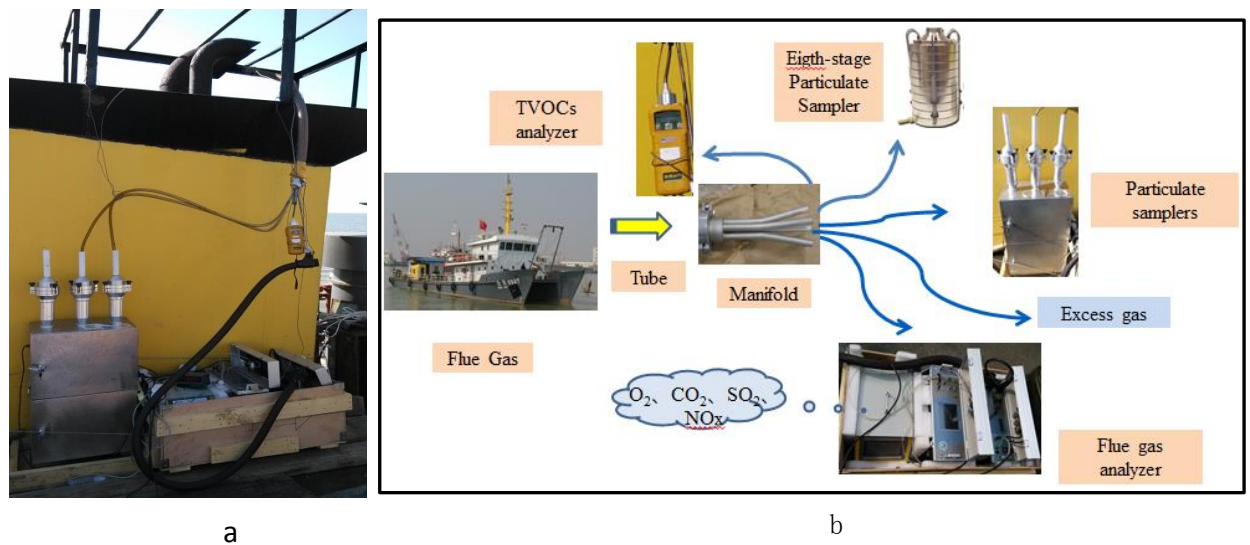 Eigth-stage
Particulate
Sampler
TVOCs
analyzer
Particulate
samplers
Tube
Manifold
Excess gas
Flue Gas
O₂、CO₂、SO₂、
NOx
Flue gas
analyzer
a
b